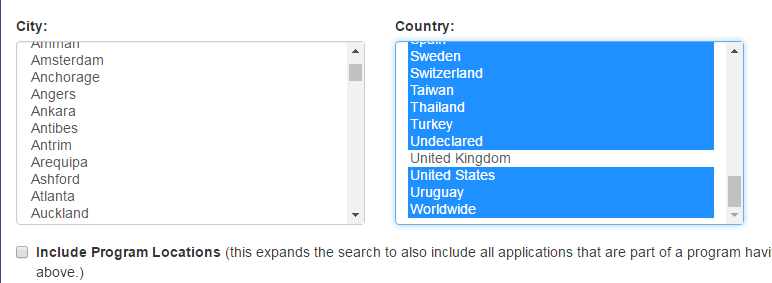 City:
Amman
Amsterdam
Anchorage
Angers
Ankara
Antibes
Antrim
Arequipa
Ashford
Atlanta
Auckland
Country:
Spain
Sweden
Switzerland
Taiwan
Thailand
Turkey
Undeclared
United Kingdom
United States
Uruguay
Worldwide
Include Program Locations (this expands the search to also include all applications that are part of a program havi
above.)